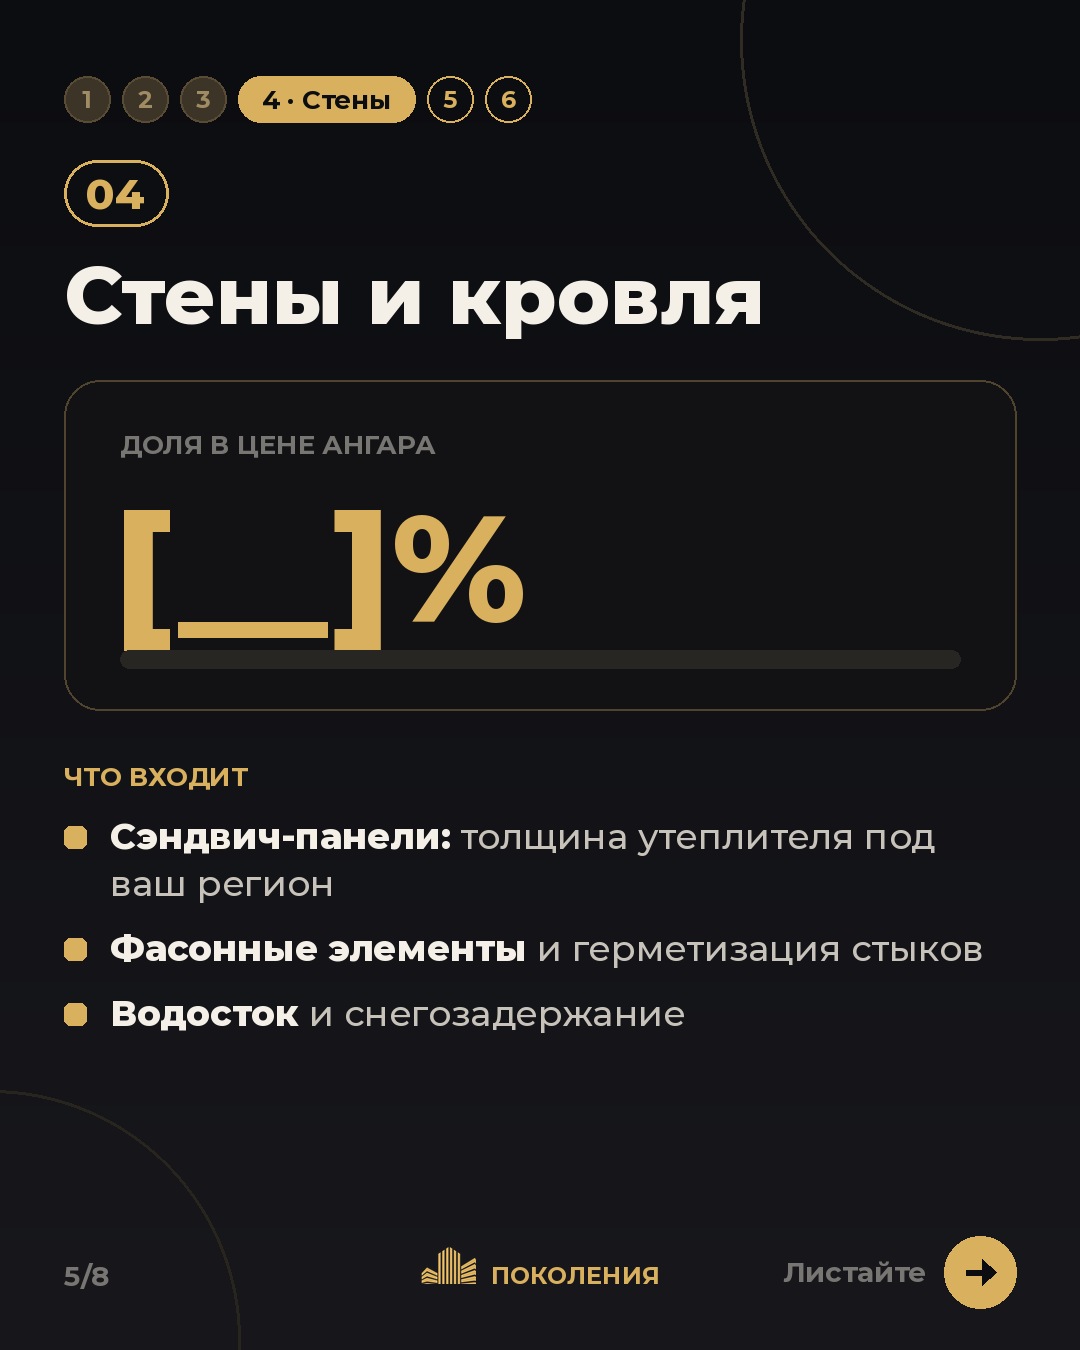 1 2 3 4 · Стены 5 6
04
Стены и кровля
ДОЛЯ В ЦЕНЕ АНГАРА
[__]%
ЧТО ВХОДИТ
Сэндвич-панели: толщина утеплителя под
ваш регион
Фасонные элементы и герметизация стыков
Водосток и снегозадержание
5/8
ПОКОЛЕНИЯ
Листайте